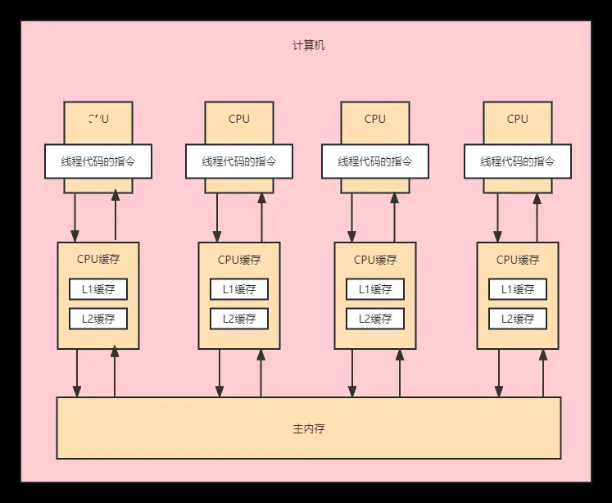 计算机
CPU CPU CPU CPU
线程代码的指令 线程代码的指令 线程代码的指令 线程代码的指令
CPU缓存 CPU缓存 CPU缓存 CPU缓存
L1缓存 L1缓存 L1缓存 L1缓存
L2缓存 L2缓存 L2缓存 L2缓存
主内存